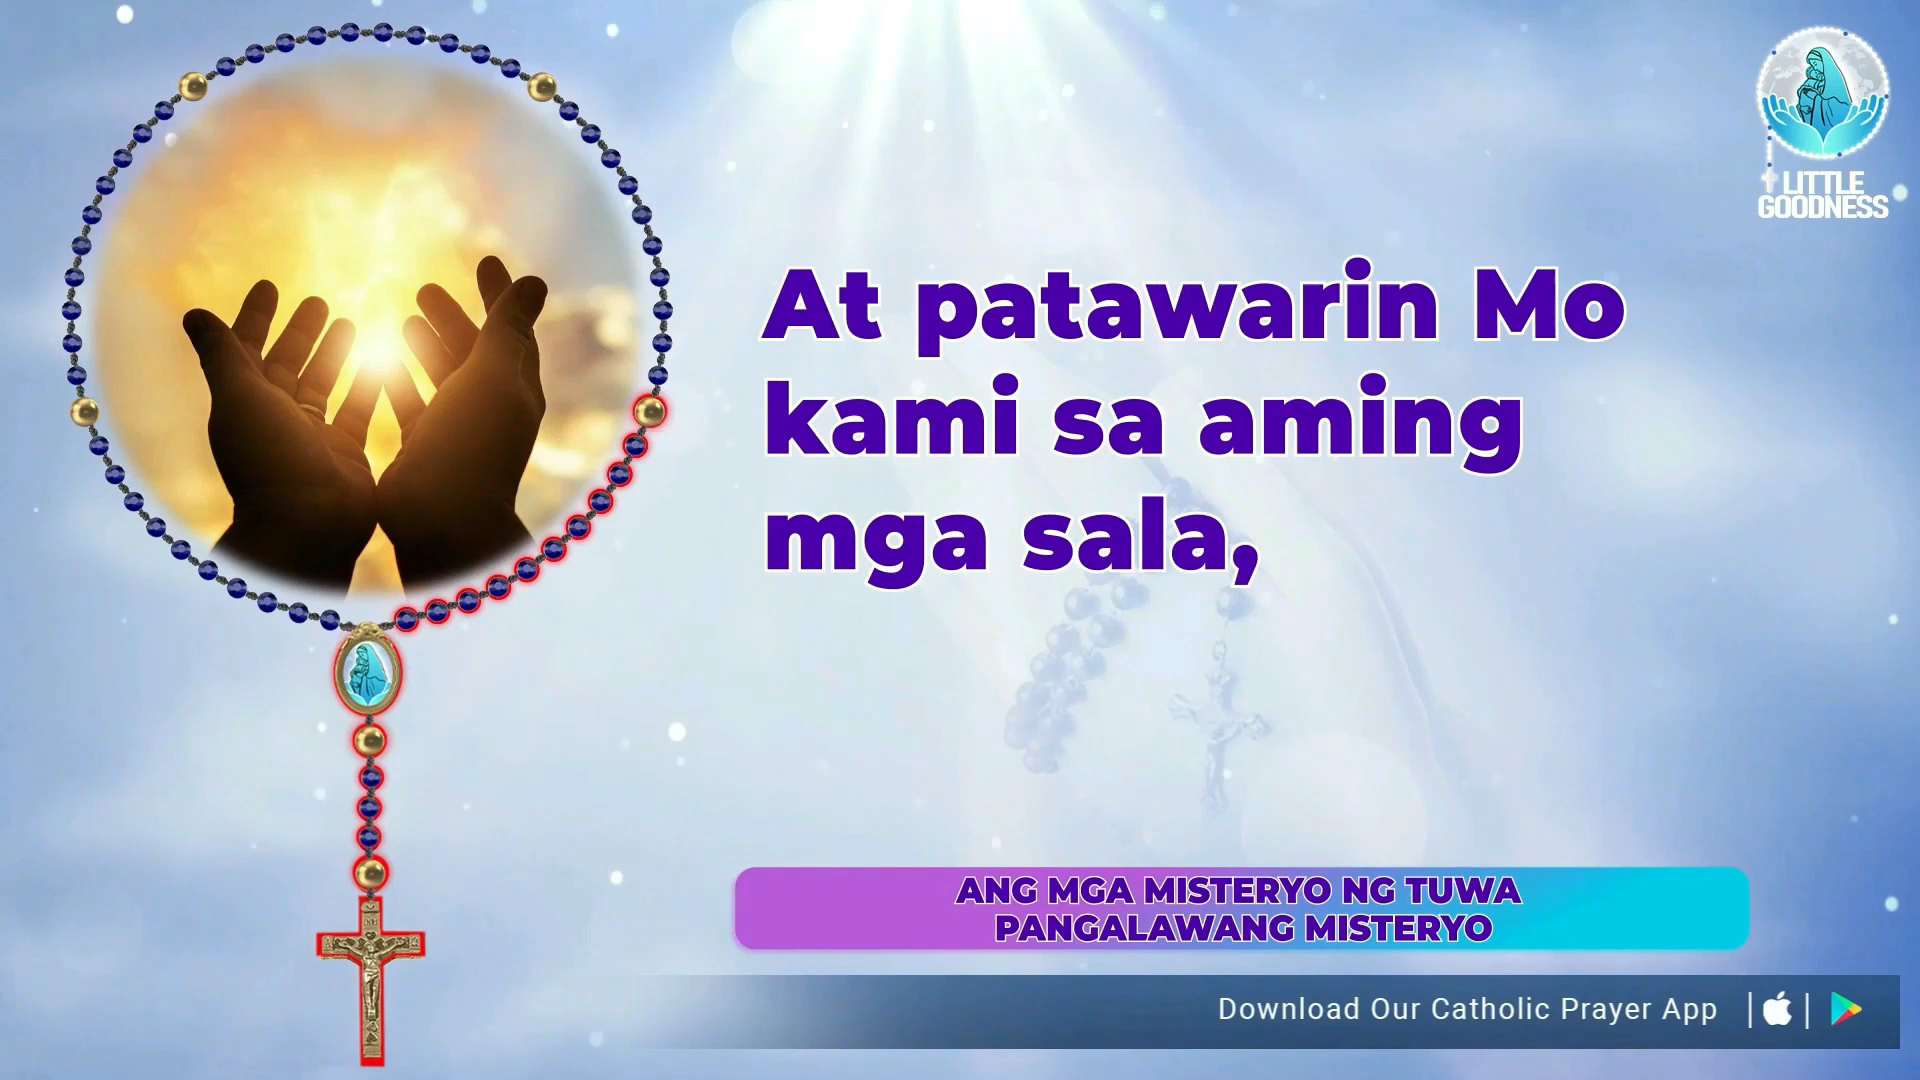 LITTLE
GOODNESS
At patawarin Mo
kami sa aming
mga sala,
ANG MGA MISTERYO NG TUWA
PANGALAWANG MISTERYO
Download Our Catholic Prayer App